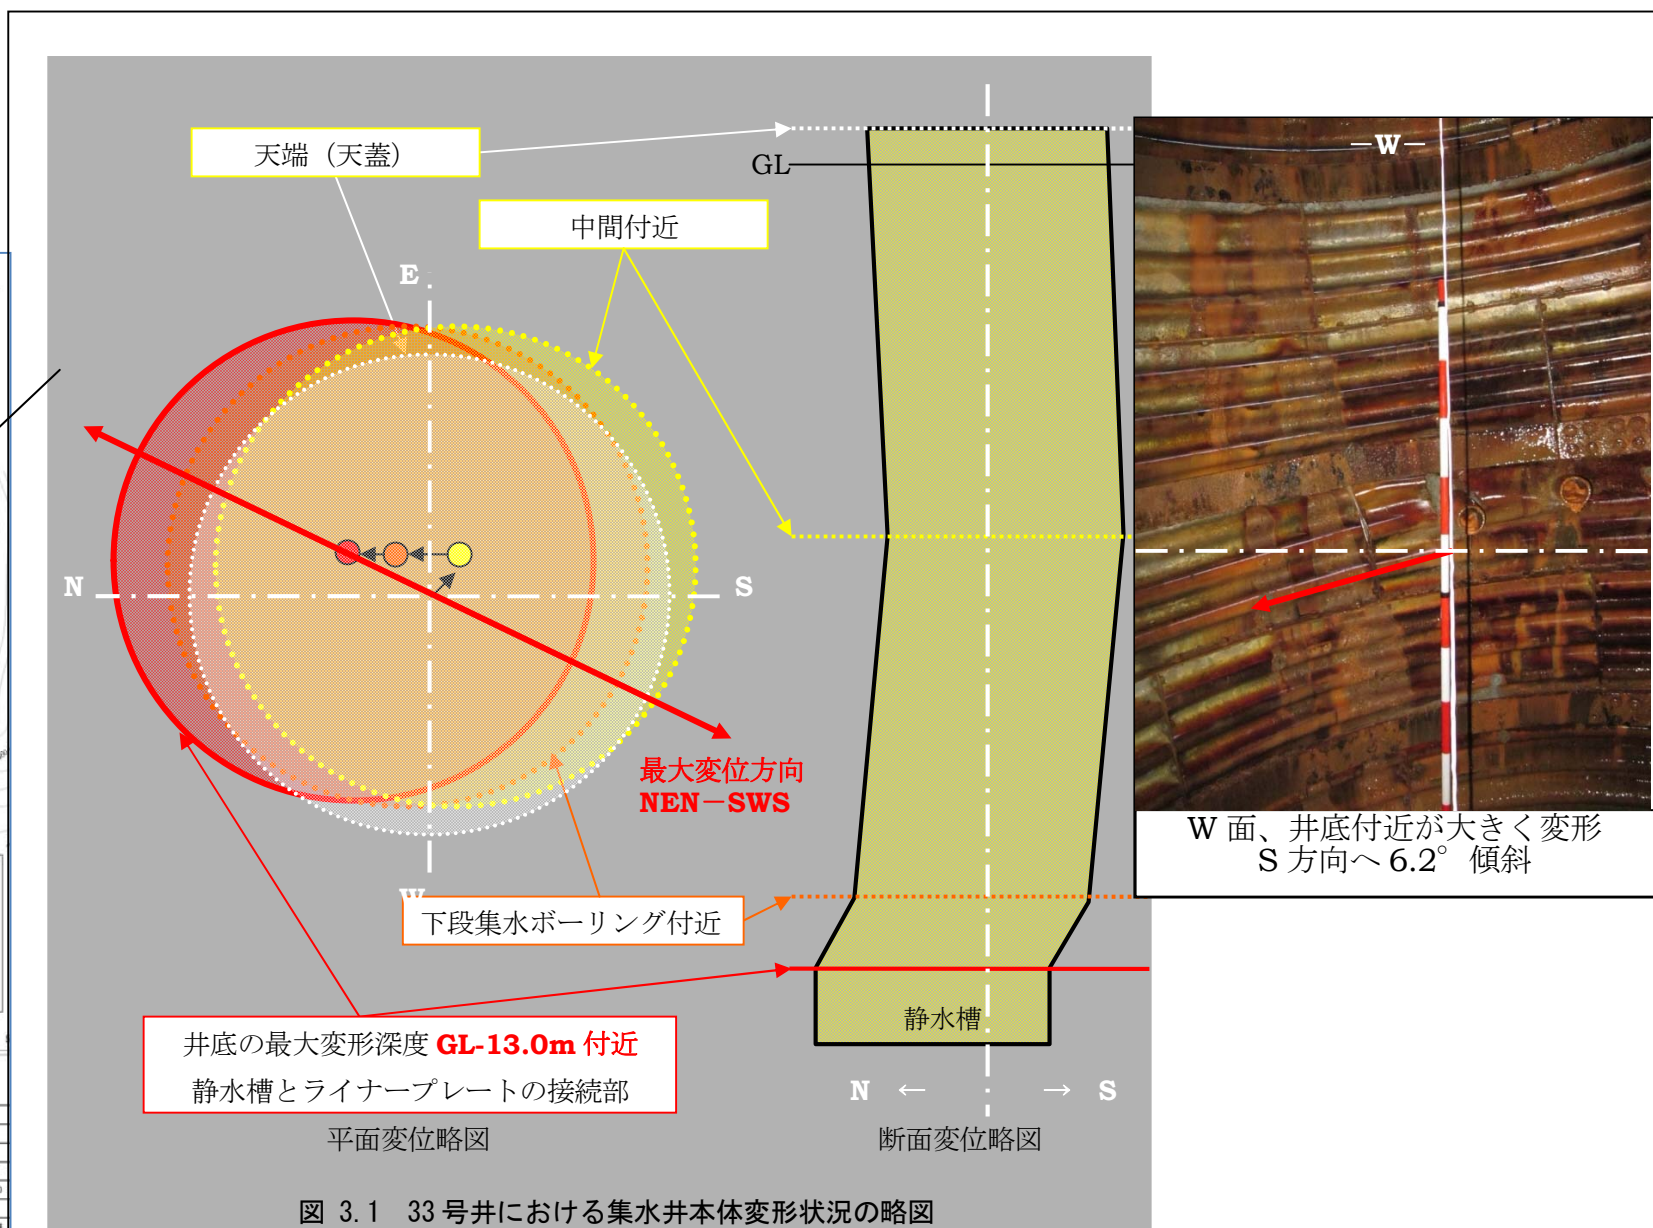 天端（天蓋）
GL
中間付近
E
N
S
W
最大変位方向
NEN－SWS
下段集水ボーリング付近
井底の最大変形深度 GL-13.0m 付近
静水槽とライナープレートの接続部
平面変位略図
静水槽
N ← → S
断面変位略図
－W－
W 面、井底付近が大きく変形
S 方向へ 6.2° 傾斜
図 3.1　33 号井における集水井本体変形状況の略図